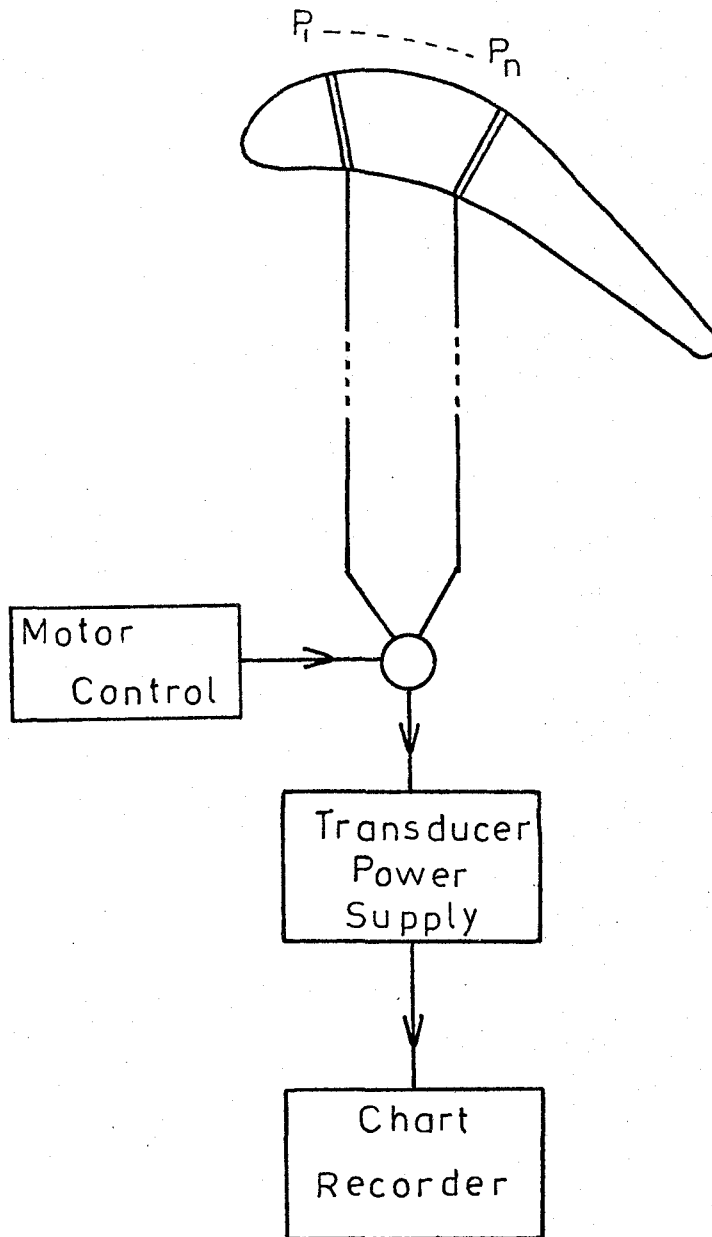 P₁ ---- Pₙ
Motor
Control
Transducer
Power
Supply
Chart
Recorder